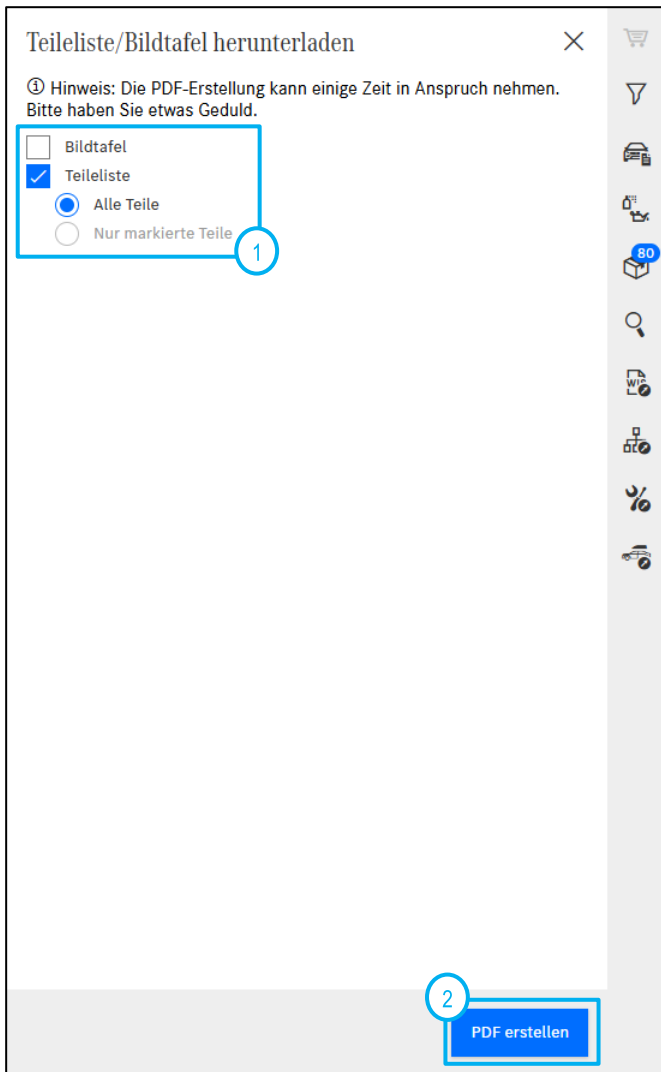 Teileliste/Bildtafel herunterladen
Hinweis: Die PDF-Erstellung kann einige Zeit in Anspruch nehmen.
Bitte haben Sie etwas Geduld.
Bildtafel
Teileliste
Alle Teile
Nur markierte Teile
1
80
WIS
2
PDF erstellen